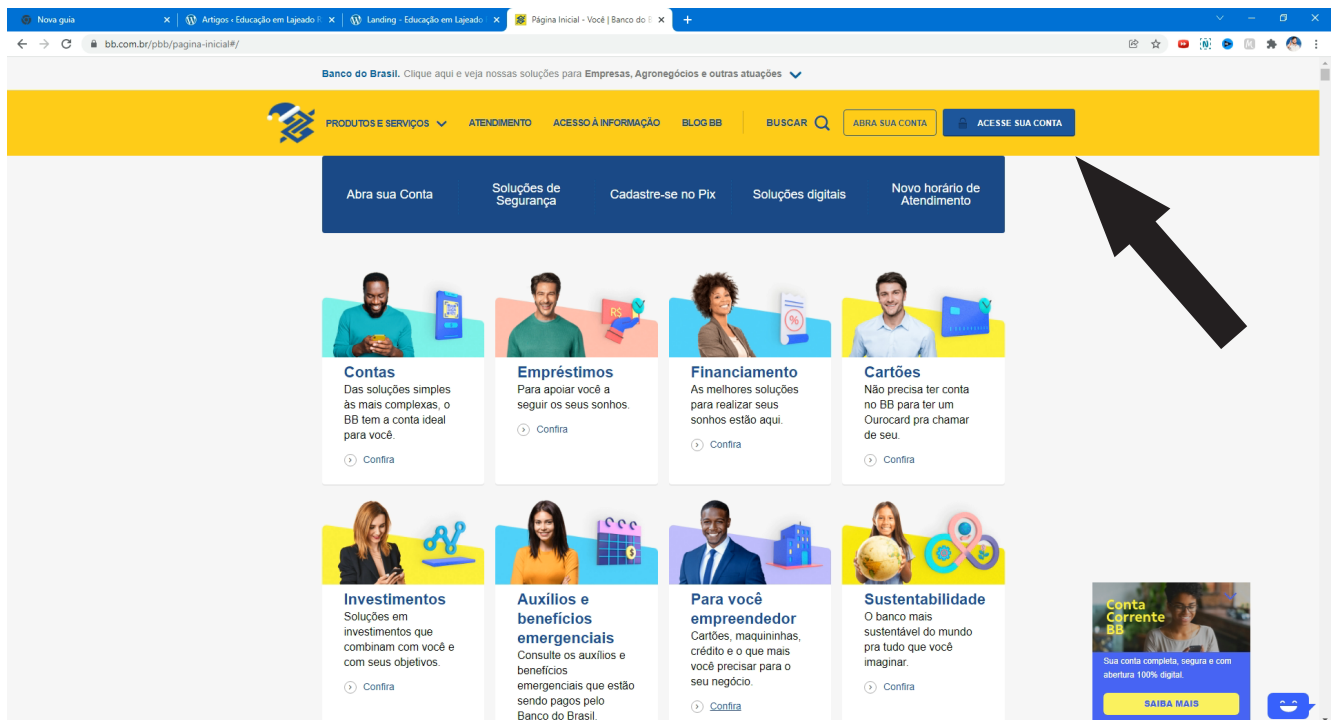 Nova guia
Artigos ‹ Educação em Lajeado R
Landing - Educação em Lajeado
Página Inicial - Você | Banco do B
bb.com.br/pbb/pagina-inicial#/
Banco do Brasil. Clique aqui e veja nossas soluções para Empresas, Agronegócios e outras atuações
PRODUTOS E SERVIÇOS ATENDIMENTO ACESSO À INFORMAÇÃO BLOG BB BUSCAR ABRA SUA CONTA ACESSE SUA CONTA
Abra sua Conta
Soluções de
Segurança
Cadastre-se no Pix
Soluções digitais
Novo horário de
Atendimento
R$
%
Contas
Das soluções simples
às mais complexas, o
BB tem a conta ideal
para você.
Confira
Empréstimos
Para apoiar você a
seguir os seus sonhos.
Confira
Financiamento
As melhores soluções
para realizar seus
sonhos estão aqui.
Confira
Cartões
Não precisa ter conta
no BB para ter um
Ourocard pra chamar
de seu.
Confira
$
Investimentos
Soluções em
investimentos que
combinam com você e
com seus objetivos.
Confira
Auxílios e
benefícios
emergenciais
Consulte os auxílios e
benefícios
emergenciais que estão
sendo pagos pelo
Banco do Brasil.
Para você
empreendedor
Cartões, maquininhas,
crédito e o que mais
você precisar para o
seu negócio.
Confira
Sustentabilidade
O banco mais
sustentável do mundo
pra tudo que você
imaginar.
Confira
Conta
Corrente
BB
Sua conta completa, segura e com
abertura 100% digital.
SAIBA MAIS